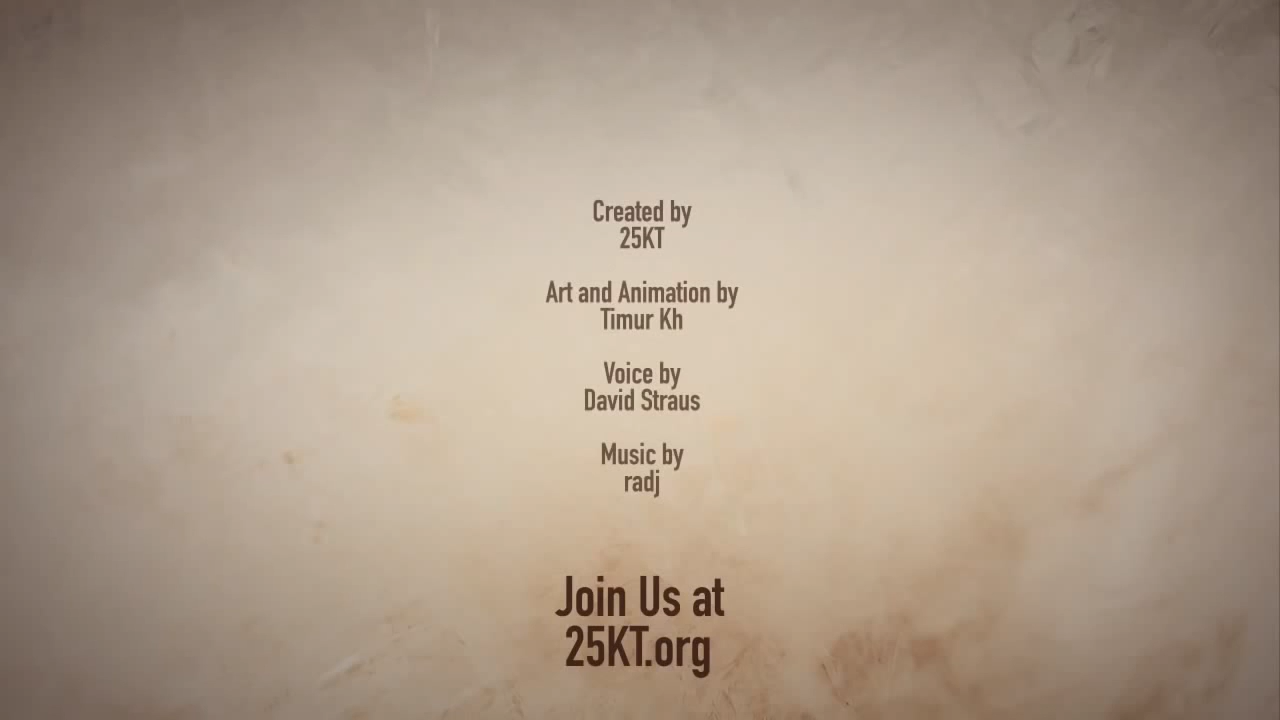 Created by
25KT
Art and Animation by
Timur Kh
Voice by
David Straus
Music by
radj
Join Us at
25KT.org